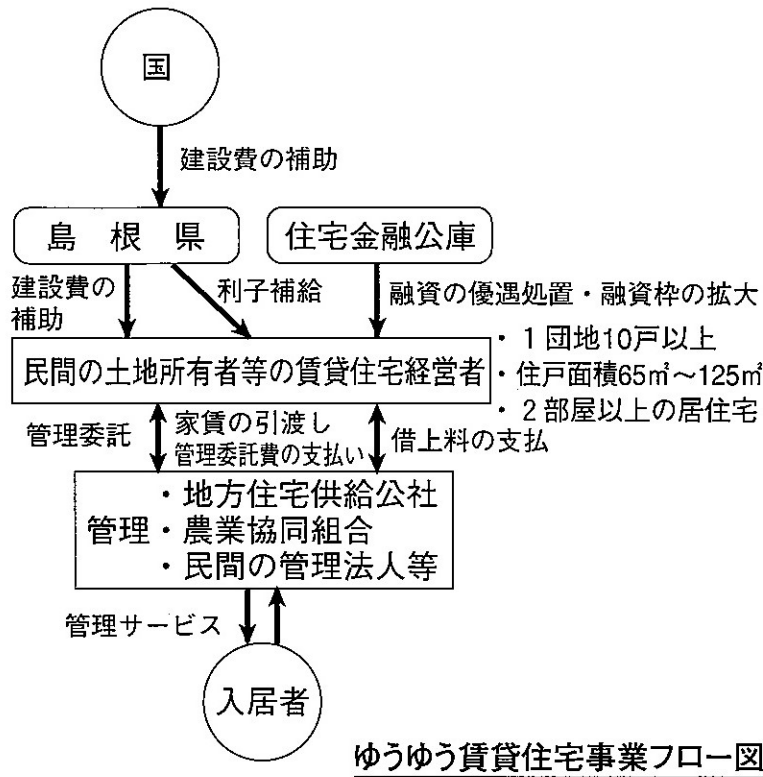 国
建設費の補助
島根県
住宅金融公庫
建設費の
補助
利子補給
融資の優遇処置・融資枠の拡大
民間の土地所有者等の賃貸住宅経営者
・1団地10戸以上
・住戸面積65㎡〜125㎡
・2部屋以上の居住宅
管理委託
家賃の引渡し
管理委託費の支払い
借上料の支払
管理
・地方住宅供給公社
・農業協同組合
・民間の管理法人等
管理サービス
入居者
ゆうゆう賃貸住宅事業フロー図